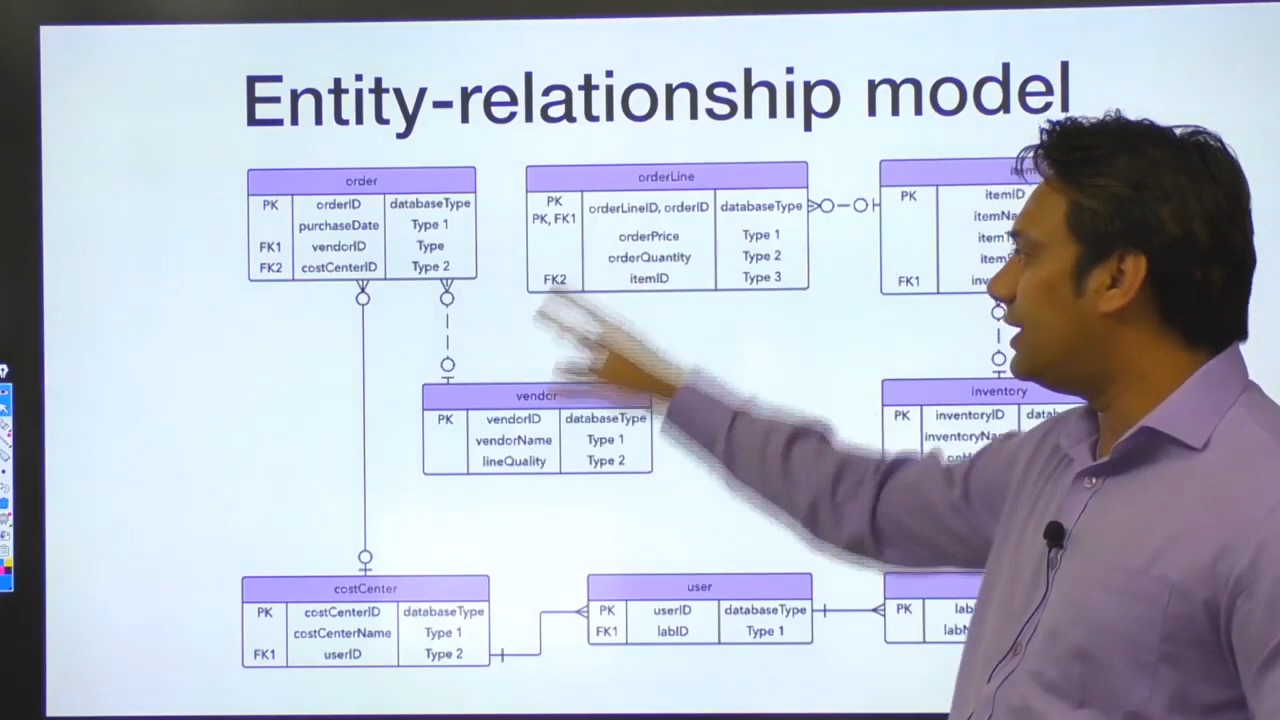 Entity-relationship model
order
PK orderID databaseType
purchaseDate Type 1
FK1 vendorID Type
FK2 costCenterID Type 2
orderLine
PK
PK, FK1 orderLineID, orderID databaseType
orderPrice Type 1
orderQuantity Type 2
FK2 itemID Type 3
PK itemID
FK1
vendor
PK vendorID databaseType
vendorName Type 1
lineQuality Type 2
inventory
PK inventoryID
costCenter
PK costCenterID databaseType
costCenterName Type 1
FK1 userID Type 2
user
PK userID databaseType
FK1 labID Type 1
PK